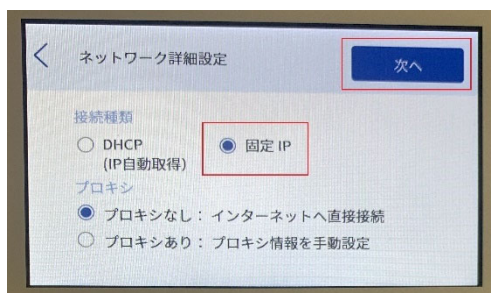 ネットワーク詳細設定
次へ
接続種類
DHCP
(IP自動取得)
固定 IP
プロキシ
プロキシなし： インターネットへ直接接続
プロキシあり： プロキシ情報を手動設定